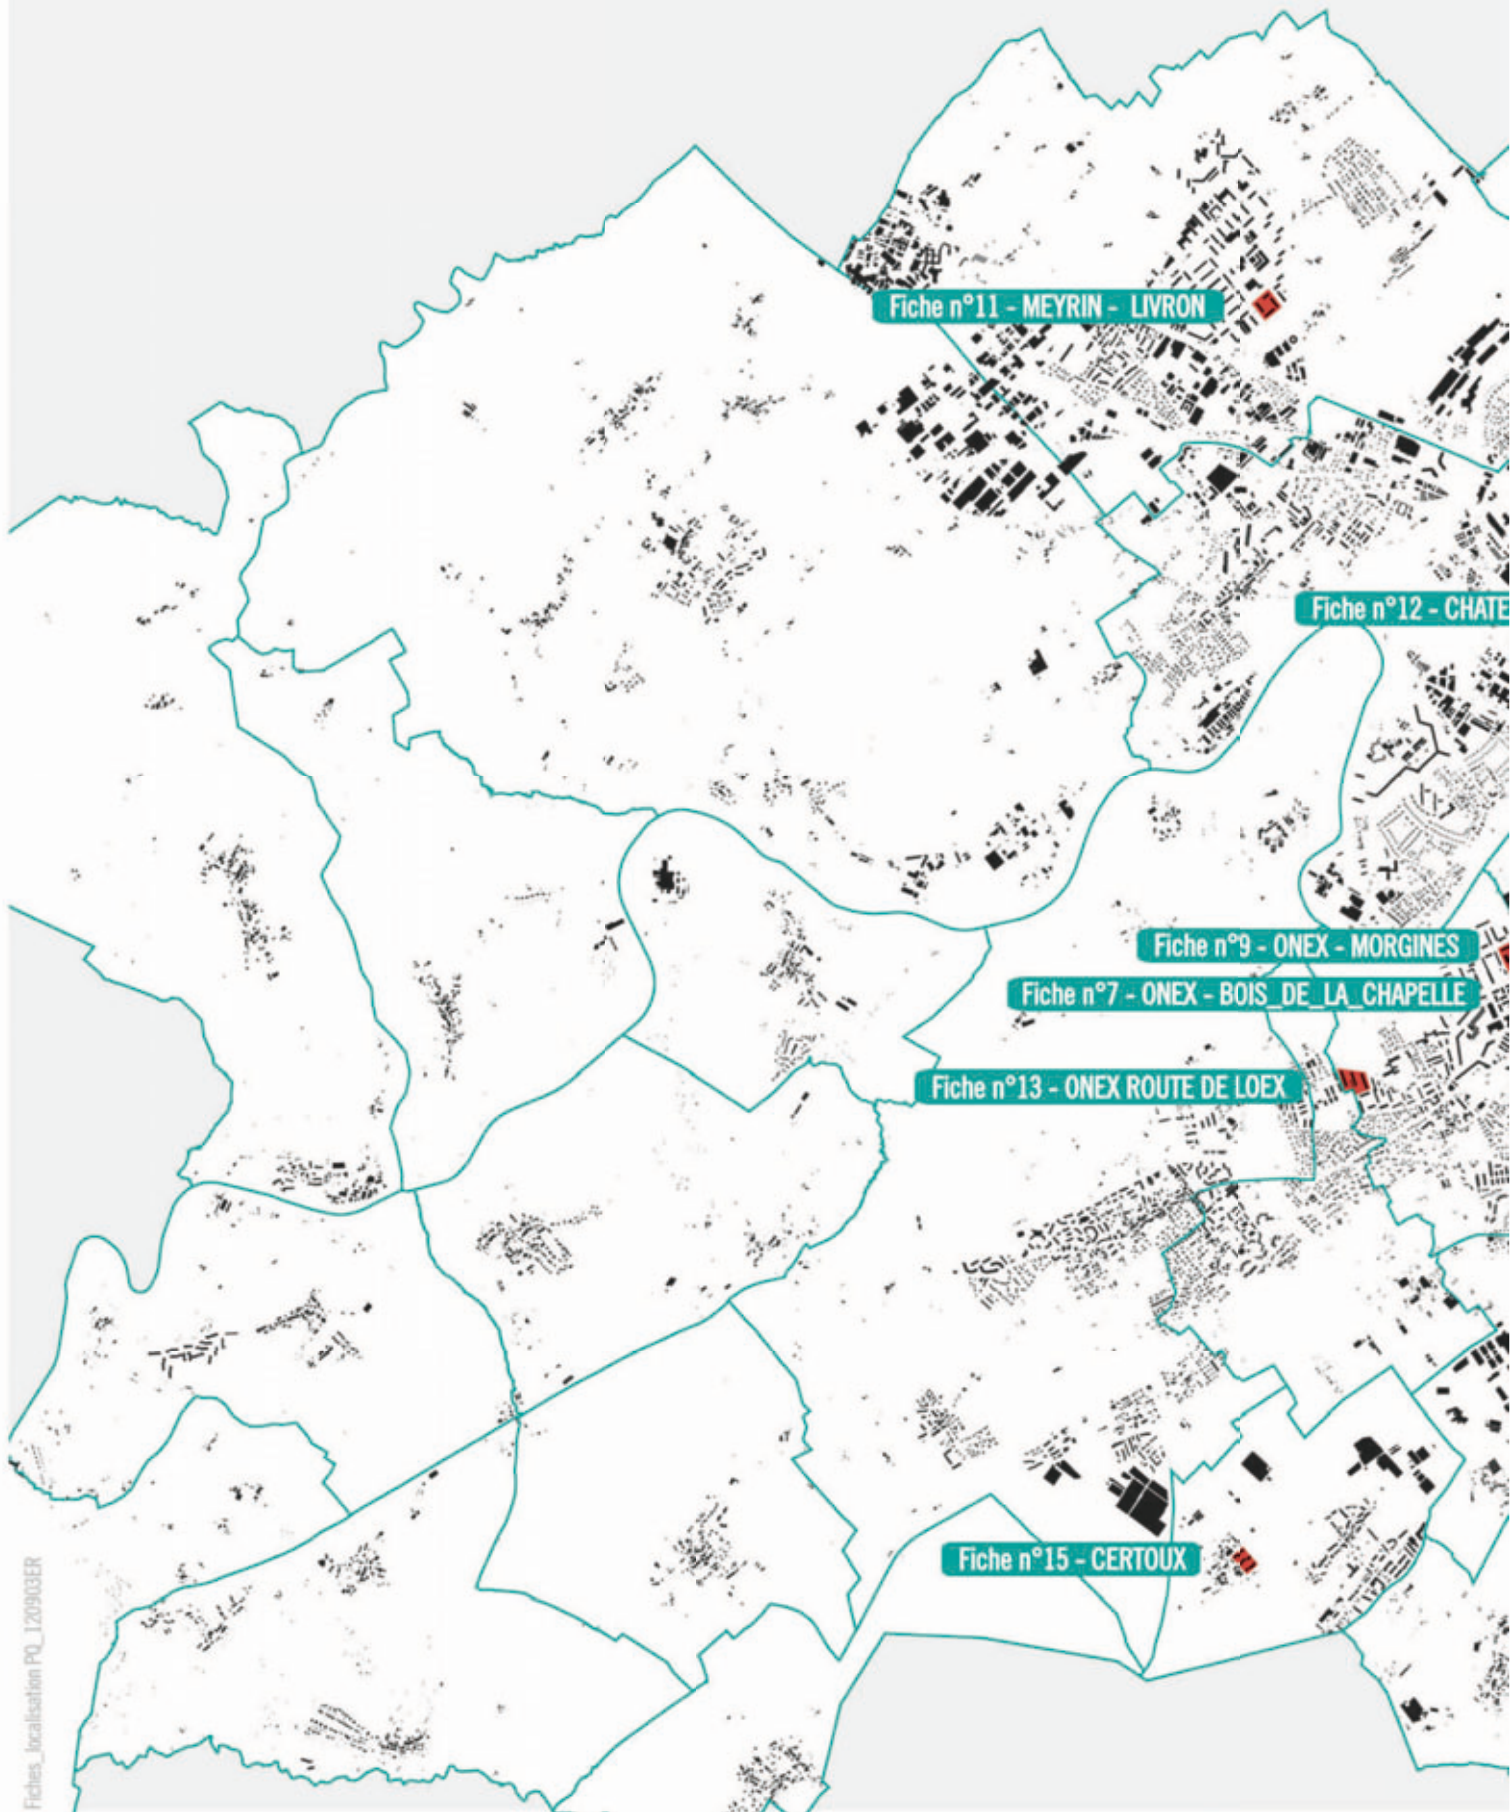 Fiche n°11 - MEYRIN - LIVRON
Fiche n°12 - CHATE
Fiche n°9 - ONEX - MORGINES
Fiche n°7 - ONEX - BOIS_DE_LA_CHAPELLE
Fiche n°13 - ONEX ROUTE DE LOEX
Fiche n°15 - CERTOUX
Fiches_localisation PQ_120903ER